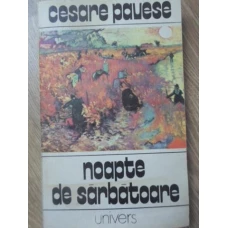 cesare pavese
noapte
de sărbătoare
univers